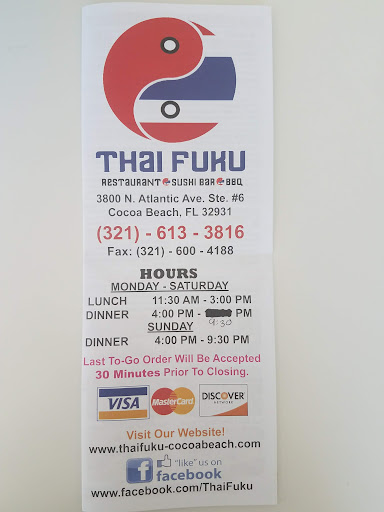 THAI FUKU
RESTAURANT SUSHI BAR BBQ
3800 N. Atlantic Ave. Ste. #6
Cocoa Beach, FL 32931
(321) - 613 - 3816
Fax: (321) - 600 - 4188
HOURS
MONDAY - SATURDAY
LUNCH 11:30 AM - 3:00 PM
DINNER 4:00 PM - PM
9:30
SUNDAY
DINNER 4:00 PM - 9:30 PM
Last To-Go Order Will Be Accepted
30 Minutes Prior To Closing.
VISA MasterCard DISCOVER
NETWORK
Visit Our Website!
www.thaifuku-cocoabeach.com
f "like" us on
facebook
www.facebook.com/ThaiFuku